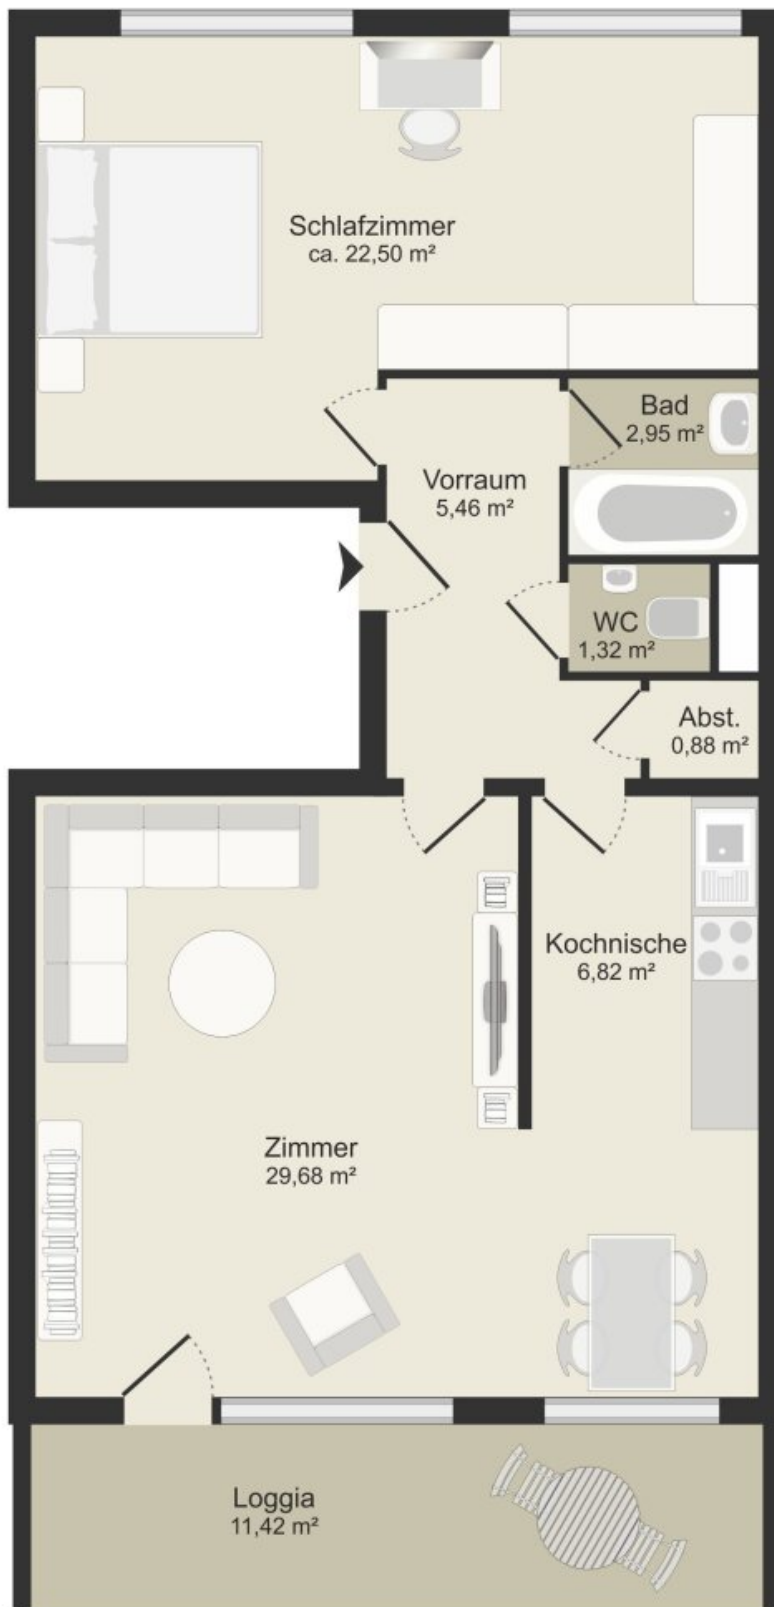 Schlafzimmer
ca. 22,50 m²
Bad
2,95 m²
Vorraum
5,46 m²
WC
1,32 m²
Abst.
0,88 m²
Kochnische
6,82 m²
Zimmer
29,68 m²
Loggia
11,42 m²